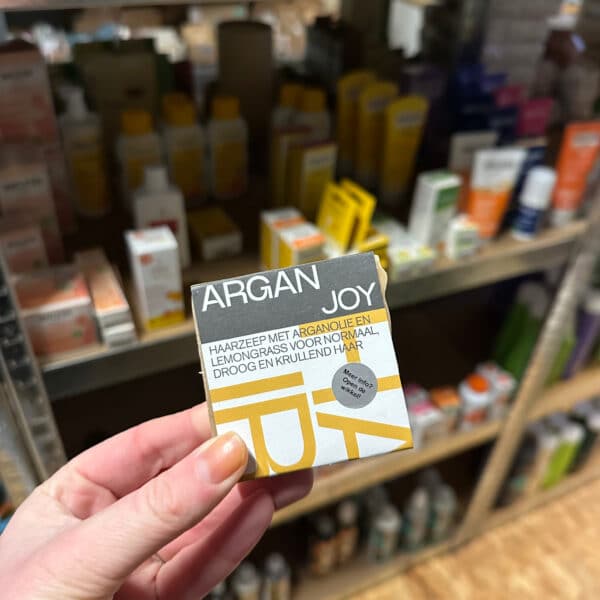 ARGAN
JOY
HAARZEEP MET ARGANOLIE EN
LEMONGRASS VOOR NORMAAL,
DROOG EN KRULLEND HAAR
Meer info?
Open de
wikkel!